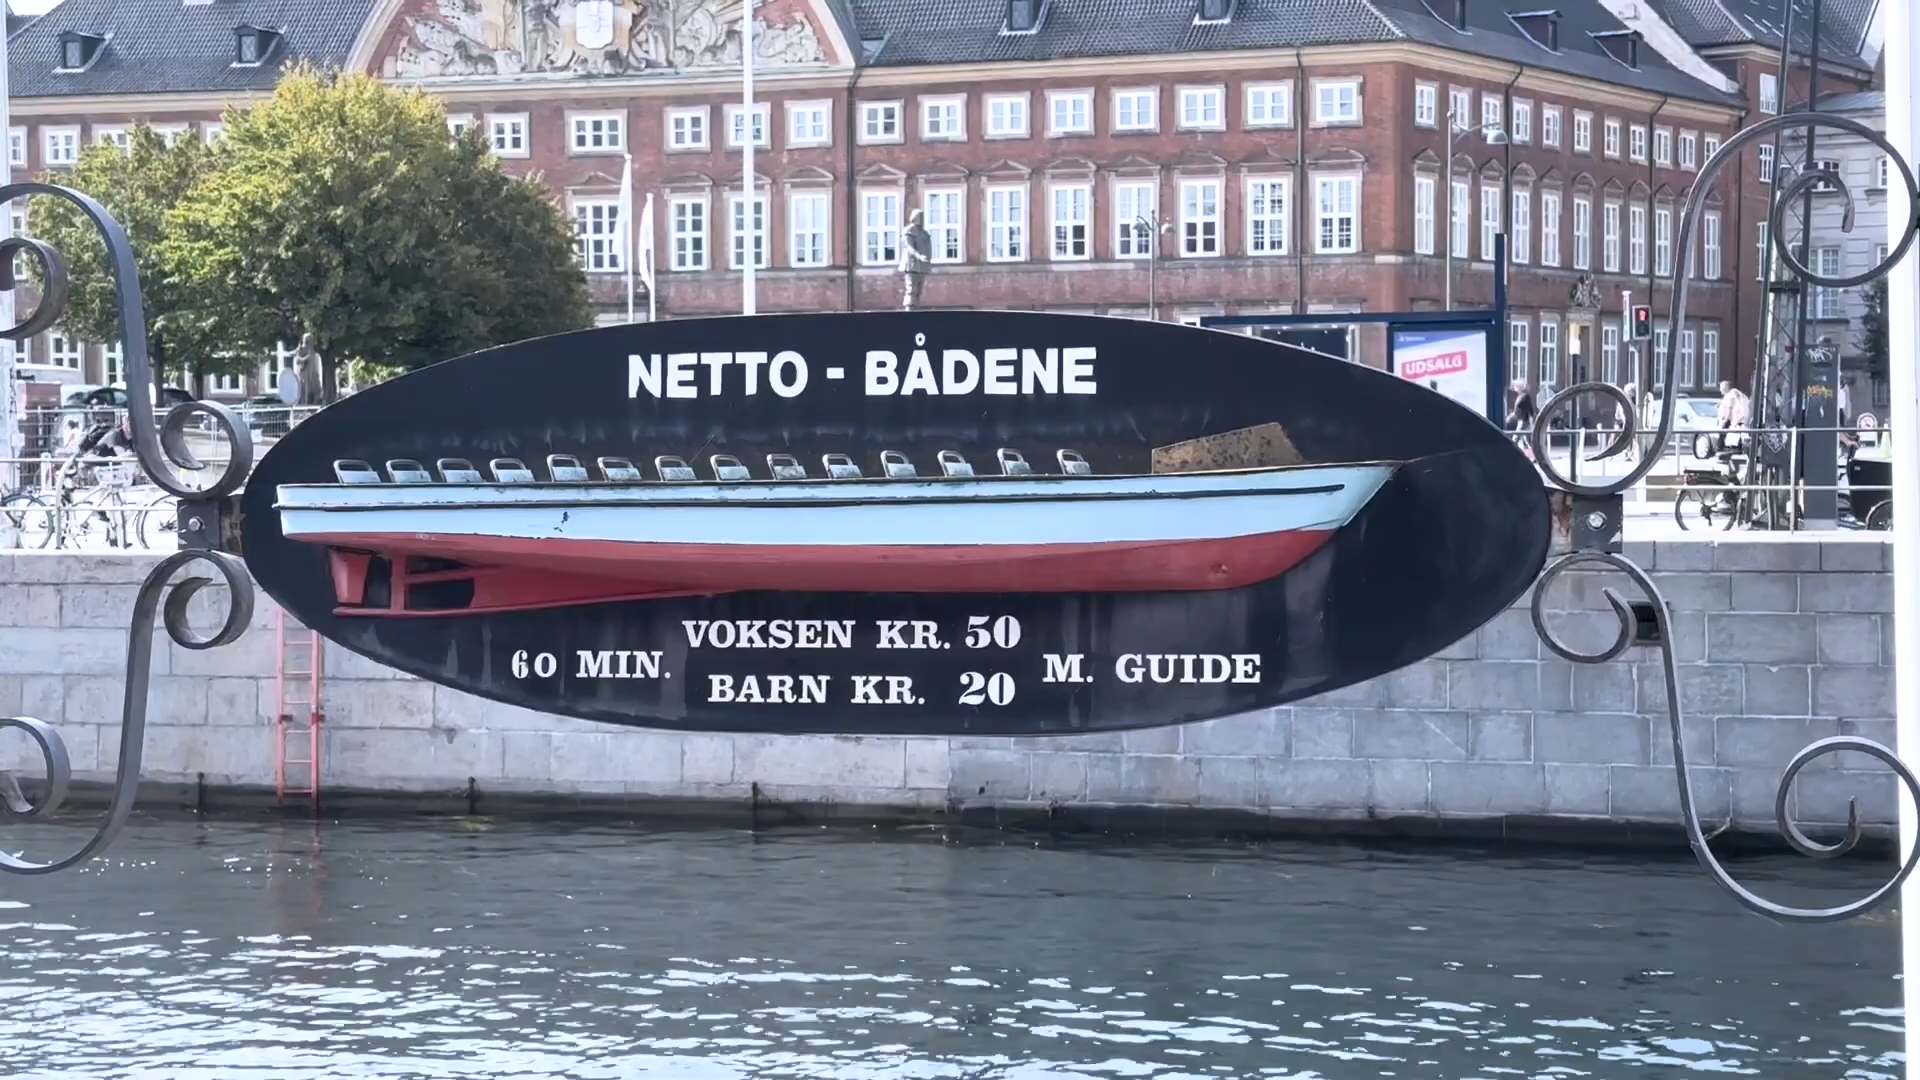 NETTO - BÅDENE
VOKSEN KR. 50
60 MIN.
M. GUIDE
BARN KR. 20
UDSALG